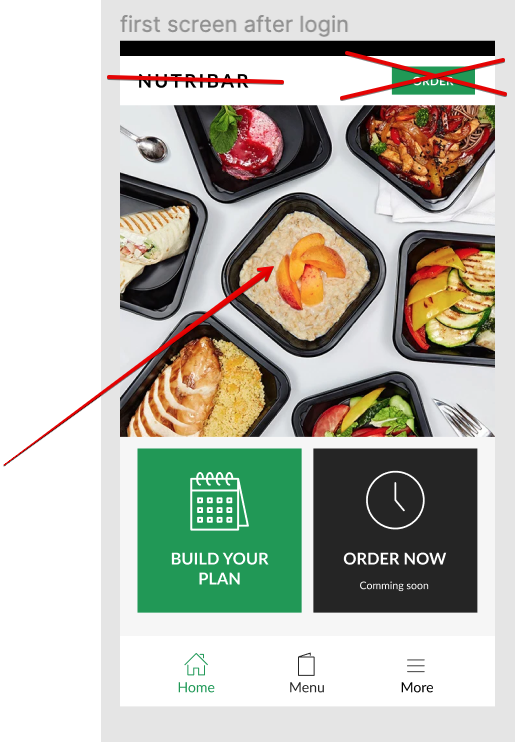 first screen after login
NUTRIBAR
ORDER
BUILD YOUR
PLAN
ORDER NOW
Comming soon
Home
Menu
More